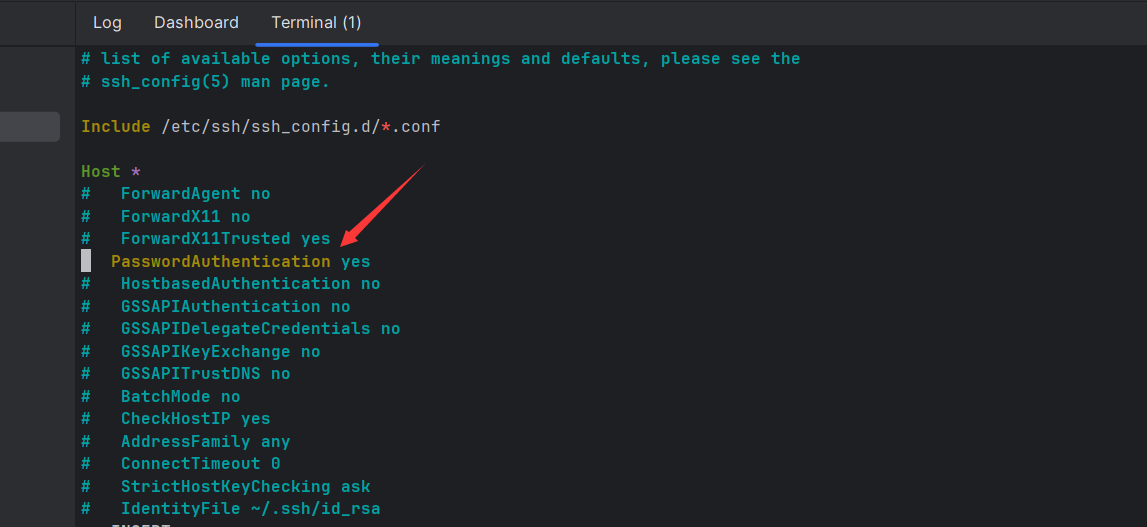 Log Dashboard Terminal (1)
# list of available options, their meanings and defaults, please see the
# ssh_config(5) man page.
Include /etc/ssh/ssh_config.d/*.conf
Host *
#   ForwardAgent no
#   ForwardX11 no
#   ForwardX11Trusted yes
PasswordAuthentication yes
#   HostbasedAuthentication no
#   GSSAPIAuthentication no
#   GSSAPIDelegateCredentials no
#   GSSAPIKeyExchange no
#   GSSAPITrustDNS no
#   BatchMode no
#   CheckHostIP yes
#   AddressFamily any
#   ConnectTimeout 0
#   StrictHostKeyChecking ask
#   IdentityFile ~/.ssh/id_rsa